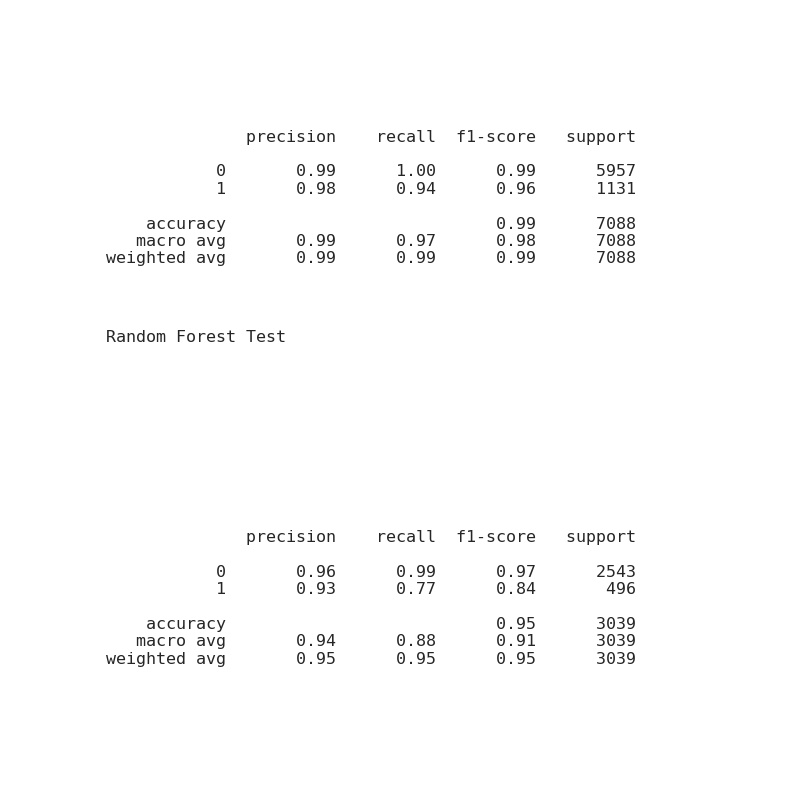 precision recall f1-score support
0 0.99 1.00 0.99 5957
1 0.98 0.94 0.96 1131
accuracy 0.99 7088
macro avg 0.99 0.97 0.98 7088
weighted avg 0.99 0.99 0.99 7088
Random Forest Test
precision recall f1-score support
0 0.96 0.99 0.97 2543
1 0.93 0.77 0.84 496
accuracy 0.95 3039
macro avg 0.94 0.88 0.91 3039
weighted avg 0.95 0.95 0.95 3039